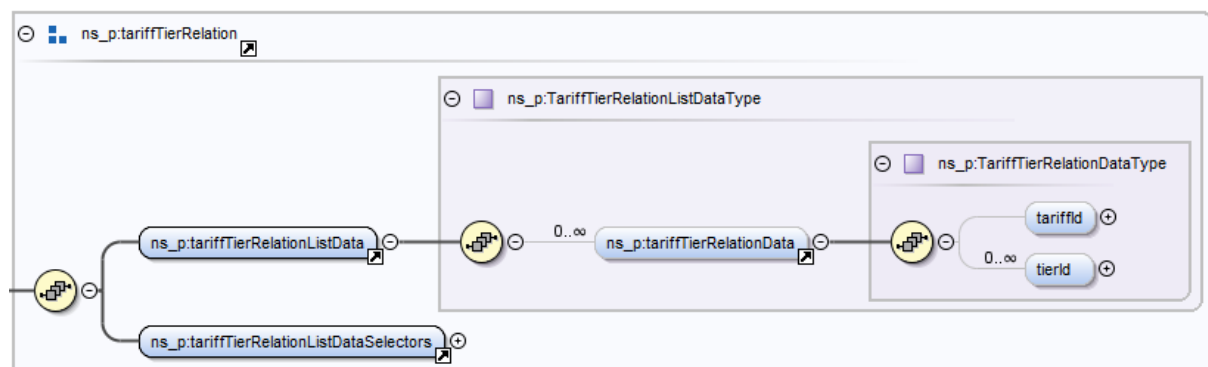 ns_p:tariffTierRelation
ns_p:TariffTierRelationListDataType
ns_p:TariffTierRelationDataType
tariffId
ns_p:tariffTierRelationListData
0..∞
ns_p:tariffTierRelationData
0..∞
tierId
ns_p:tariffTierRelationListDataSelectors